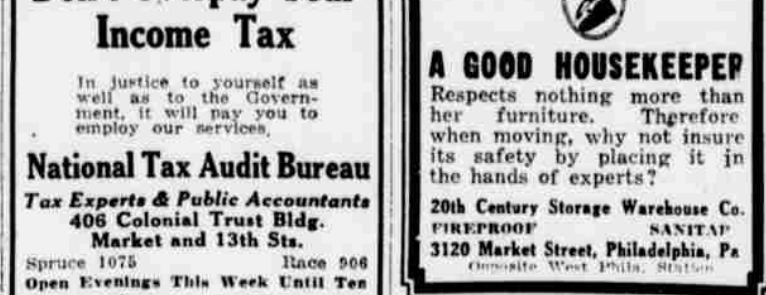 Income Tax
In justice to yourself as
well as to the Govern-
ment, it will pay you to
employ our services.
National Tax Audit Bureau
Tax Experts & Public Accountants
406 Colonial Trust Bldg.
Market and 13th Sts.
Spruce 1075 Race 906
Open Evenings This Week Until Ten
A GOOD HOUSEKEEPER
Respects nothing more than
her furniture. Therefore
when moving, why not insure
its safety by placing it in
the hands of experts?
20th Century Storage Warehouse Co.
FIREPROOF
3120 Market Street, Philadelphia, Pa
Opposite West Phila. Station